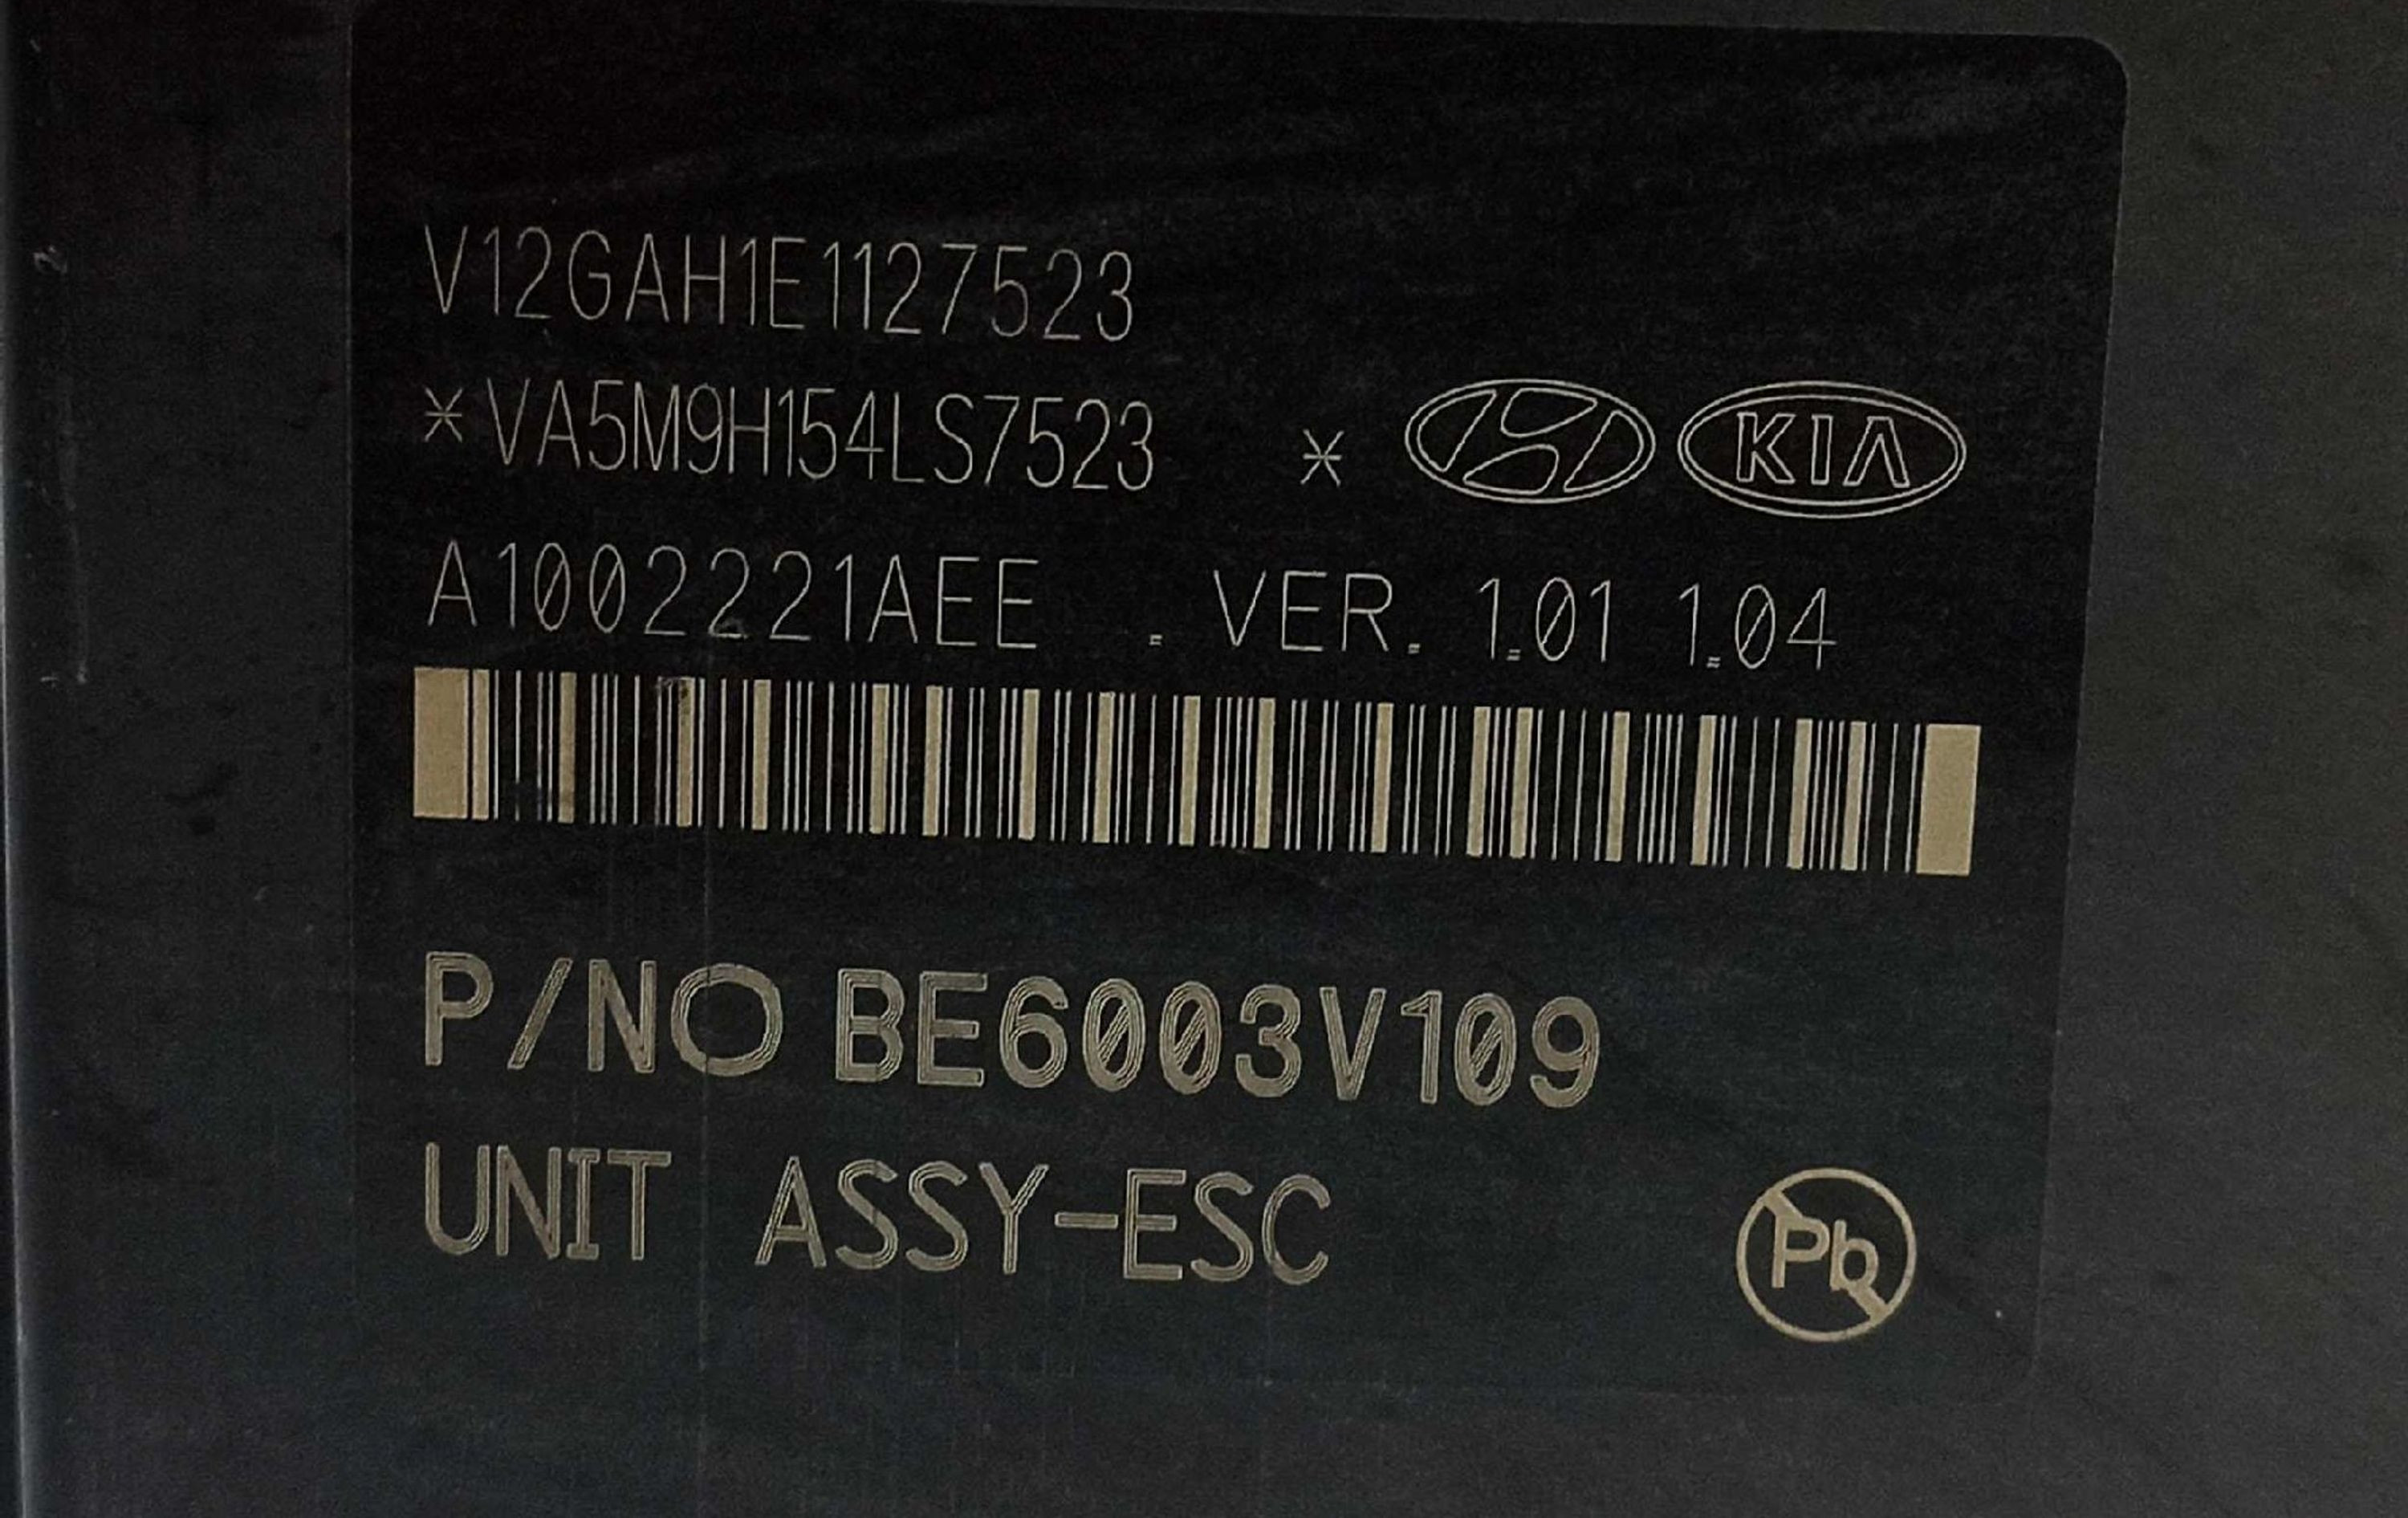 V12GAH1E1127523
*VA5M9H154LS7523 * KIA
A1002221AEE . VER. 1.01 1.04
P/NO BE6003V109
UNIT ASSY-ESC
Pb